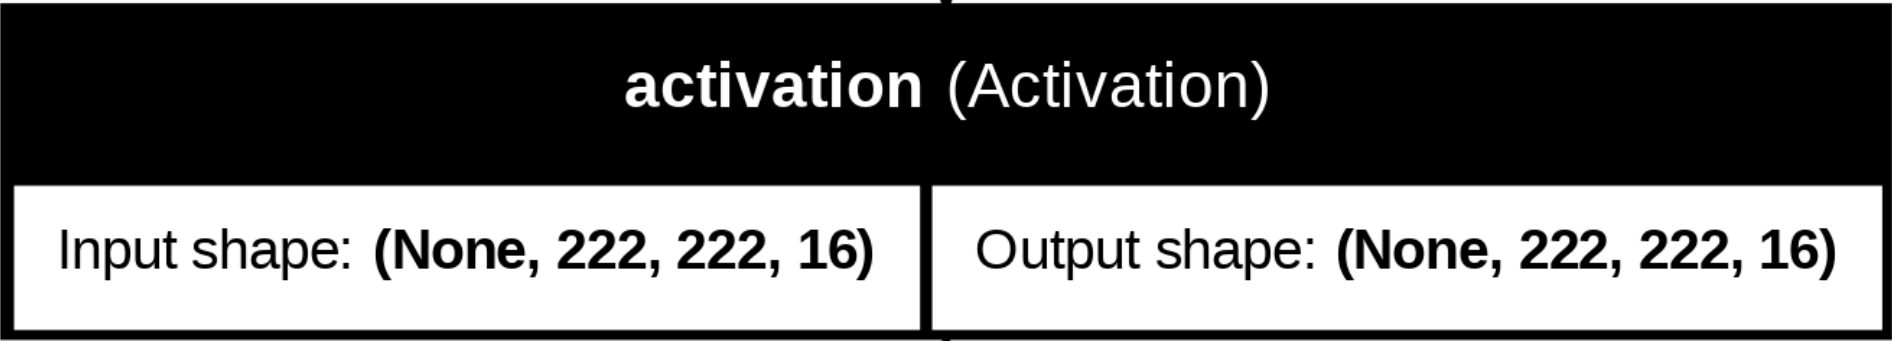 activation (Activation)
Input shape: (None, 222, 222, 16)
Output shape: (None, 222, 222, 16)